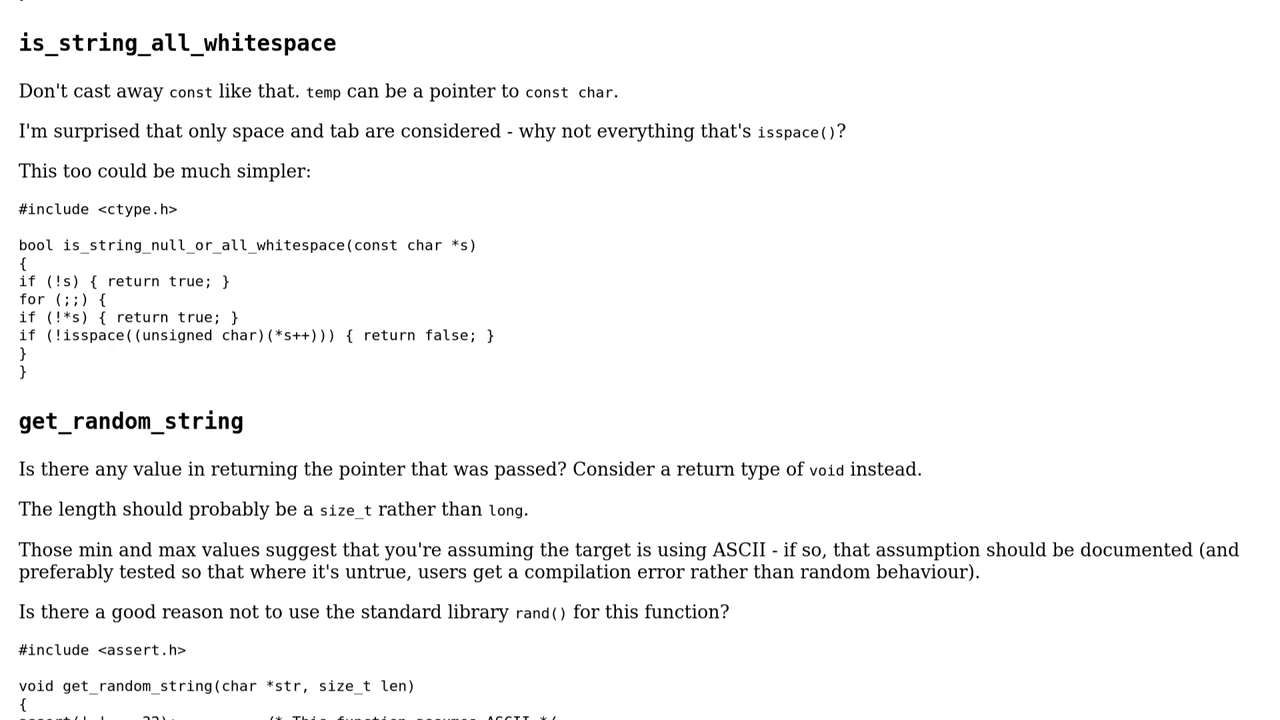 is_string_all_whitespace
Don't cast away const like that. temp can be a pointer to const char.
I'm surprised that only space and tab are considered - why not everything that's isspace()?
This too could be much simpler:
#include <ctype.h>
bool is_string_null_or_all_whitespace(const char *s)
{
if (!s) { return true; }
for (;;) {
if (!*s) { return true; }
if (!isspace((unsigned char)(*s++))) { return false; }
}
}
get_random_string
Is there any value in returning the pointer that was passed? Consider a return type of void instead.
The length should probably be a size_t rather than long.
Those min and max values suggest that you're assuming the target is using ASCII - if so, that assumption should be documented (and
preferably tested so that where it's untrue, users get a compilation error rather than random behaviour).
Is there a good reason not to use the standard library rand() for this function?
#include <assert.h>
void get_random_string(char *str, size_t len)
{